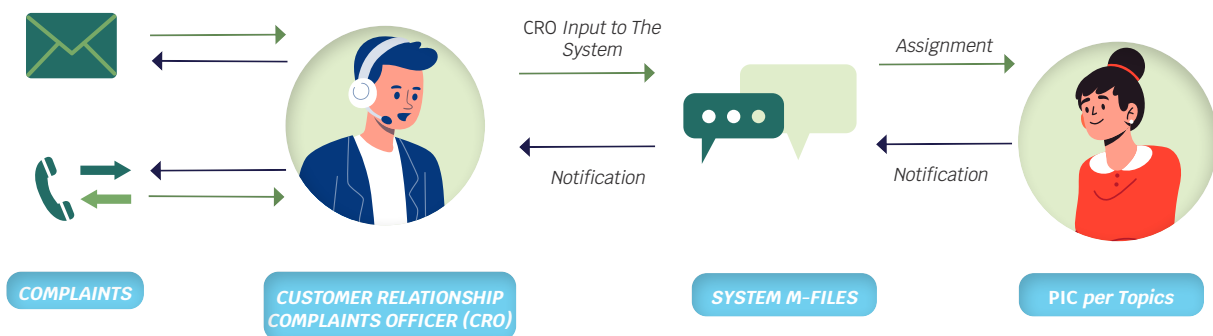 CRO Input to The
System
Assignment
Notification
Notification
COMPLAINTS
CUSTOMER RELATIONSHIP
COMPLAINTS OFFICER (CRO)
SYSTEM M-FILES
PIC per Topics